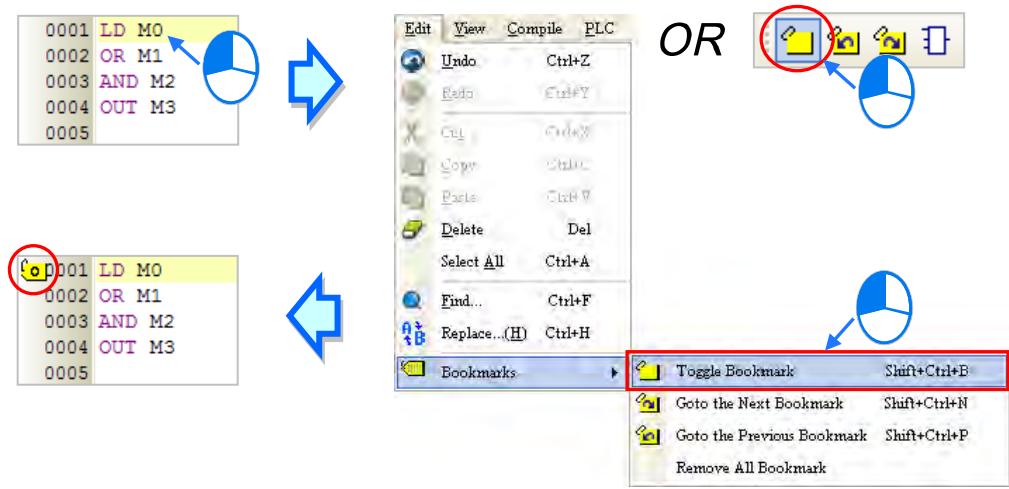 0001 LD M0
0002 OR M1
0003 AND M2
0004 OUT M3
0005
Edit View Compile PLC
Undo Ctrl+Z
Redo Ctrl+Y
Cut Ctrl+X
Copy Ctrl+C
Paste Ctrl+V
Delete Del
Select All Ctrl+A
Find... Ctrl+F
Replace...(H) Ctrl+H
Bookmarks
OR
Toggle Bookmark Shift+Ctrl+B
Goto the Next Bookmark Shift+Ctrl+N
Goto the Previous Bookmark Shift+Ctrl+P
Remove All Bookmark
0001 LD M0
0002 OR M1
0003 AND M2
0004 OUT M3
0005